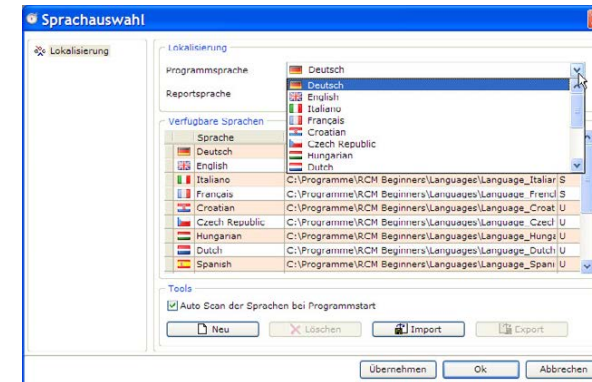 Sprachauswahl
Lokalisierung
Lokalisierung
Programmsprache Deutsch
Deutsch
Reportsprache English
Italiano
Français
Croatian
Verfugbare Sprachen Czech Republic
Sprache Hungarian
Deutsch Dutch
English
Italiano C:\Programme\RCM Beginners\Languages\Language_Italiar S
Français C:\Programme\RCM Beginners\Languages\Language_Frencl S
Croatian C:\Programme\RCM Beginners\Languages\Language_Croat U
Czech Republic C:\Programme\RCM Beginners\Languages\Language_Czecl U
Hungarian C:\Programme\RCM Beginners\Languages\Language_Hunga U
Dutch C:\Programme\RCM Beginners\Languages\Language_Dutch U
Spanish C:\Programme\RCM Beginners\Languages\Language_Spani U
Tools
Auto Scan der Sprachen bei Programmstart
Neu Löschen Import Export
Übernehmen Ok Abbrechen